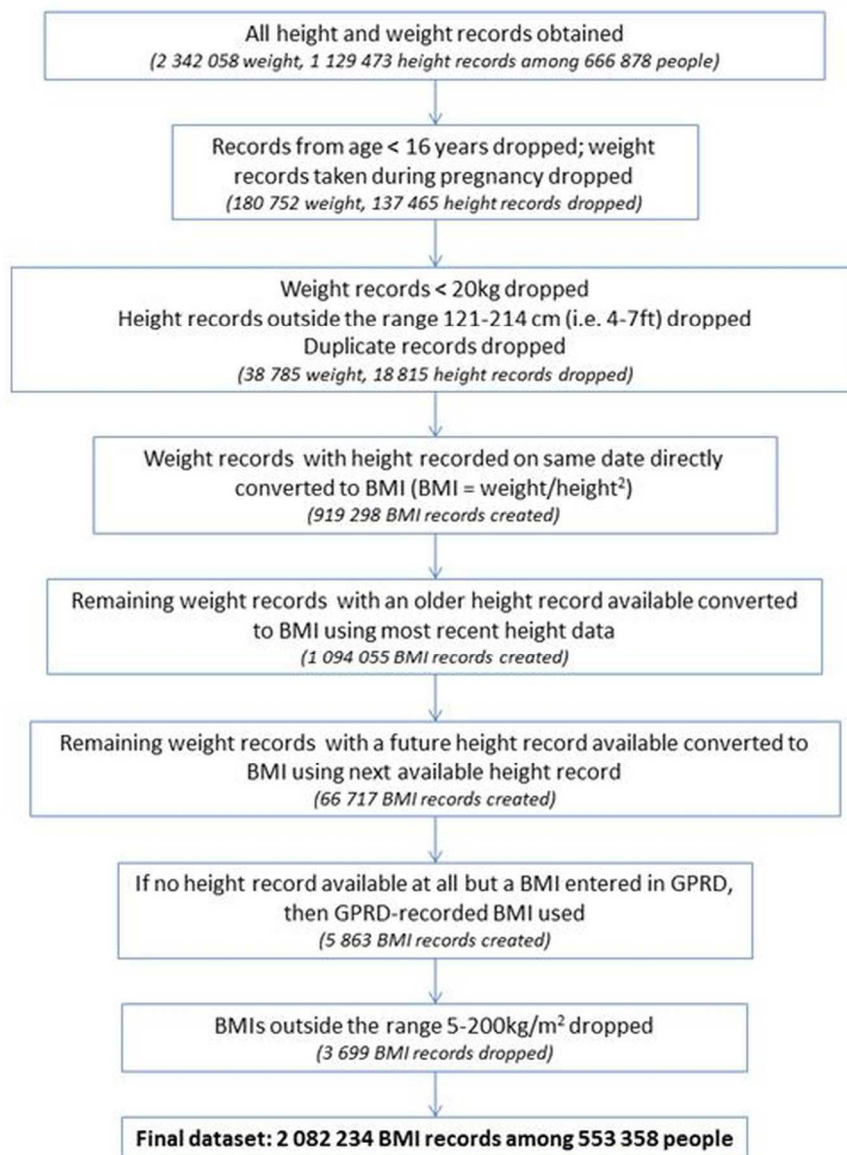 All height and weight records obtained
(2 342 058 weight, 1 129 473 height records among 666 878 people)
Records from age < 16 years dropped; weight
records taken during pregnancy dropped
(180 752 weight, 137 465 height records dropped)
Weight records < 20kg dropped
Height records outside the range 121-214 cm (i.e. 4-7ft) dropped
Duplicate records dropped
(38 785 weight, 18 815 height records dropped)
Weight records with height recorded on same date directly
converted to BMI (BMI = weight/height²)
(919 298 BMI records created)
Remaining weight records with an older height record available converted
to BMI using most recent height data
(1 094 055 BMI records created)
Remaining weight records with a future height record available converted to
BMI using next available height record
(66 717 BMI records created)
If no height record available at all but a BMI entered in GPRD,
then GPRD-recorded BMI used
(5 863 BMI records created)
BMIs outside the range 5-200kg/m² dropped
(3 699 BMI records dropped)
Final dataset: 2 082 234 BMI records among 553 358 people